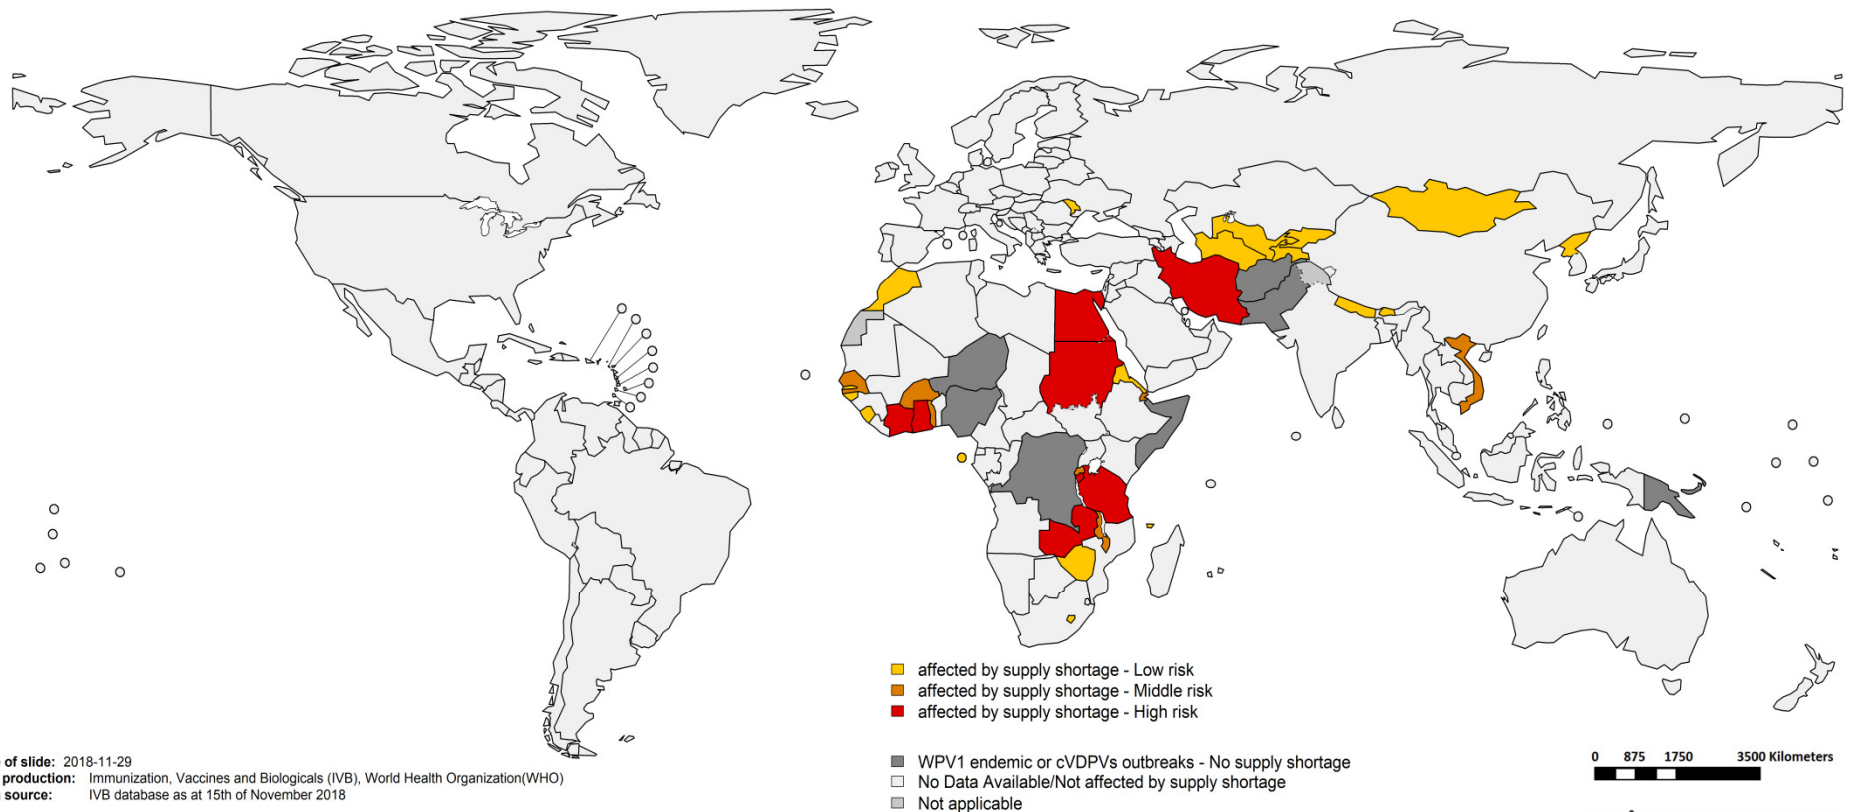 affected by supply shortage - Low risk
affected by supply shortage - Middle risk
affected by supply shortage - High risk
WPV1 endemic or cVDPVs outbreaks - No supply shortage
No Data Available/Not affected by supply shortage
Not applicable
of slide: 2018-11-29
production: Immunization, Vaccines and Biologicals (IVB), World Health Organization(WHO)
source: IVB database as at 15th of November 2018
0 875 1750 3500 Kilometers